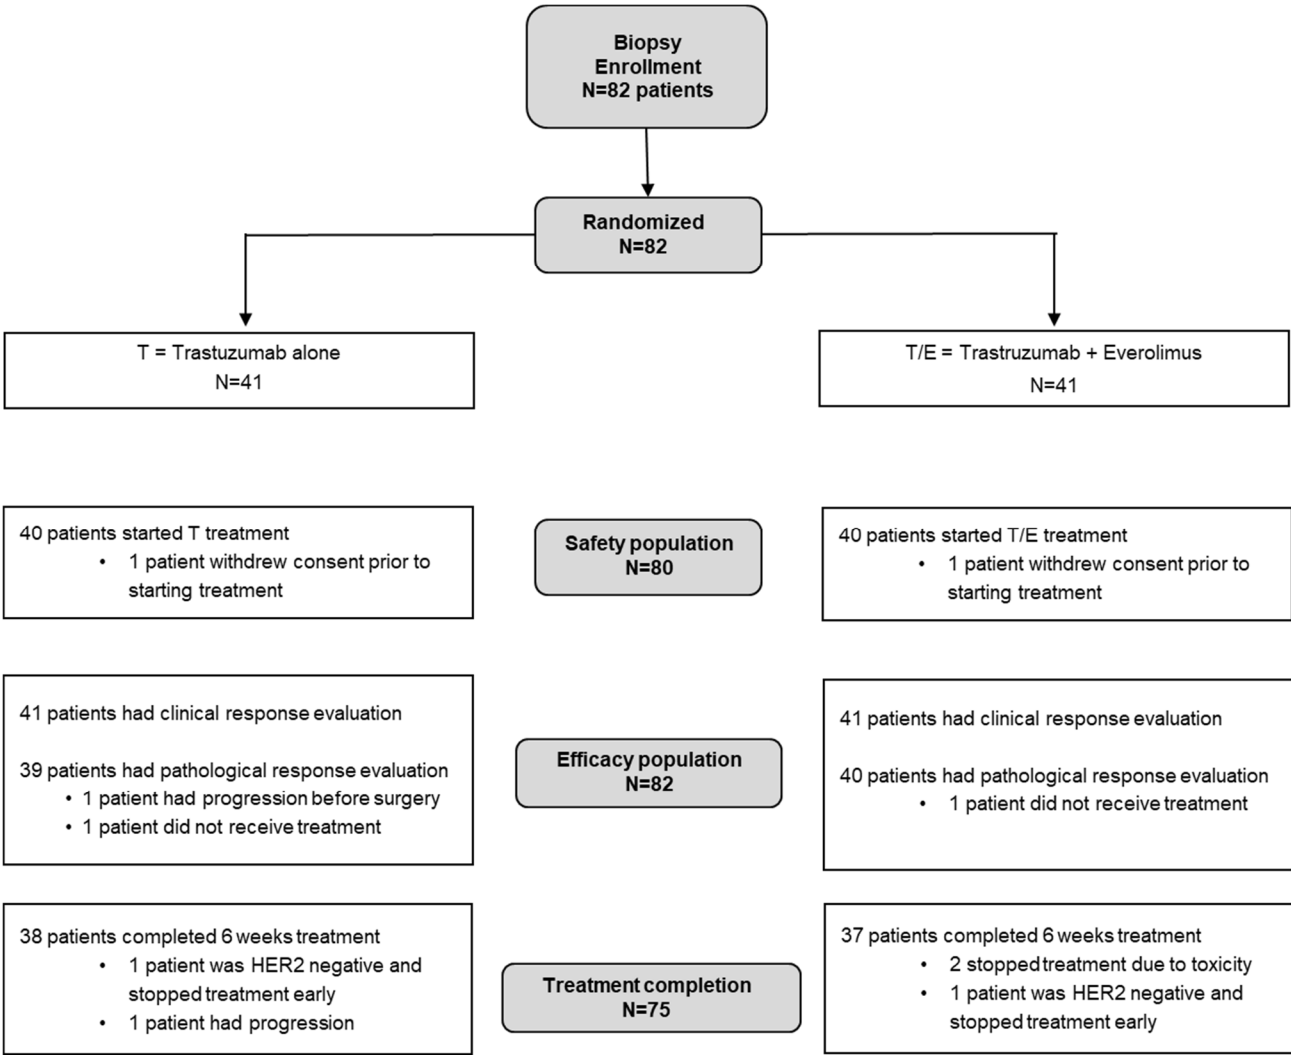 Biopsy
Enrollment
N=82 patients
Randomized
N=82
T = Trastuzumab alone
N=41
T/E = Trastruzumab + Everolimus
N=41
40 patients started T treatment
• 1 patient withdrew consent prior to
starting treatment
Safety population
N=80
40 patients started T/E treatment
• 1 patient withdrew consent prior to
starting treatment
41 patients had clinical response evaluation
39 patients had pathological response evaluation
• 1 patient had progression before surgery
• 1 patient did not receive treatment
Efficacy population
N=82
41 patients had clinical response evaluation
40 patients had pathological response evaluation
• 1 patient did not receive treatment
38 patients completed 6 weeks treatment
• 1 patient was HER2 negative and
stopped treatment early
• 1 patient had progression
Treatment completion
N=75
37 patients completed 6 weeks treatment
• 2 stopped treatment due to toxicity
• 1 patient was HER2 negative and
stopped treatment early